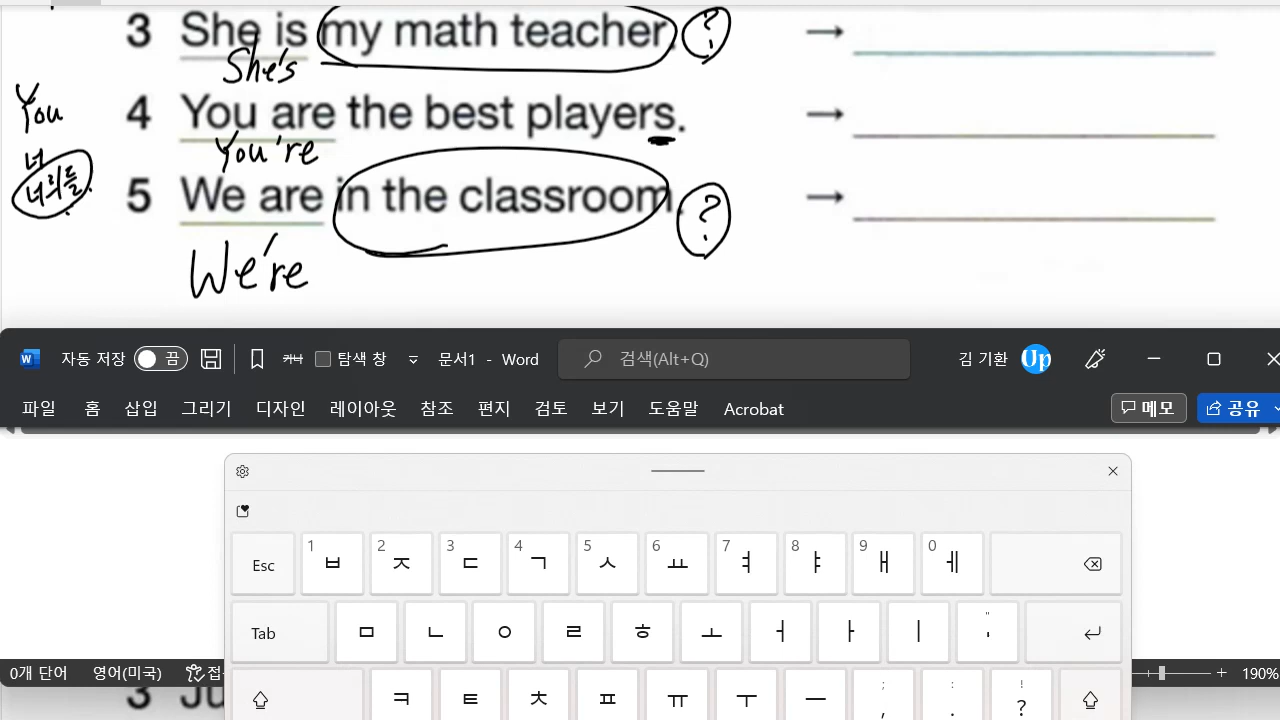 3 She is my math teacher. ? →
She's
You 4 You are the best players. →
You're
너
너희들 5 We are in the classroom. ? →
We're
자동 저장 끔 탐색 창 문서1 - Word 검색(Alt+Q) 김 기환 Up
파일 홈 삽입 그리기 디자인 레이아웃 참조 편지 검토 보기 도움말 Acrobat 메모 공유
Esc 1 ㅂ 2 ㅈ 3 ㄷ 4 ㄱ 5 ㅅ 6 ㅛ 7 ㅕ 8 ㅑ 9 ㅐ 0 ㅔ
Tab ㅁ ㄴ ㅇ ㄹ ㅎ ㅗ ㅓ ㅏ ㅣ " '
0개 단어 영어(미국) 접 190%
3 Ju
ㅋ ㅌ ㅊ ㅍ ㅠ ㅜ ㅡ ; , : . ! ?